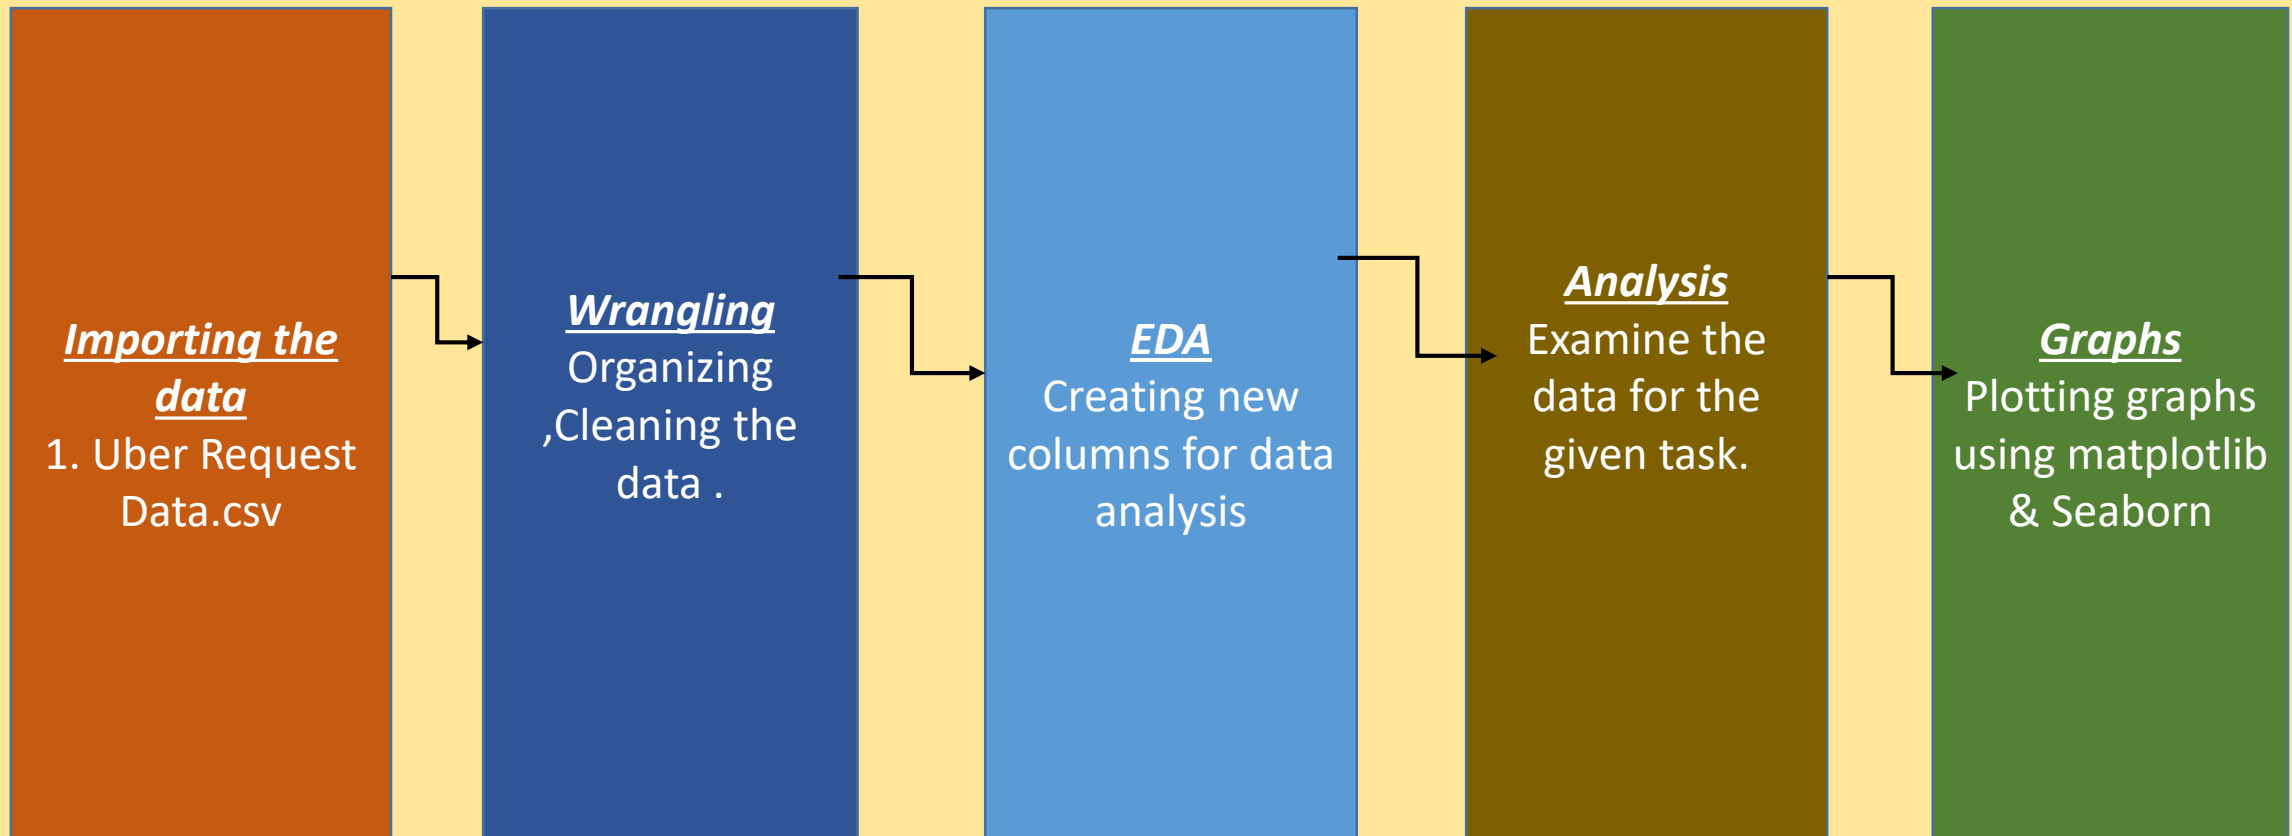 Importing the
data
1. Uber Request
Data.csv
Wrangling
Organizing
,Cleaning the
data .
EDA
Creating new
columns for data
analysis
Analysis
Examine the
data for the
given task.
Graphs
Plotting graphs
using matplotlib
& Seaborn